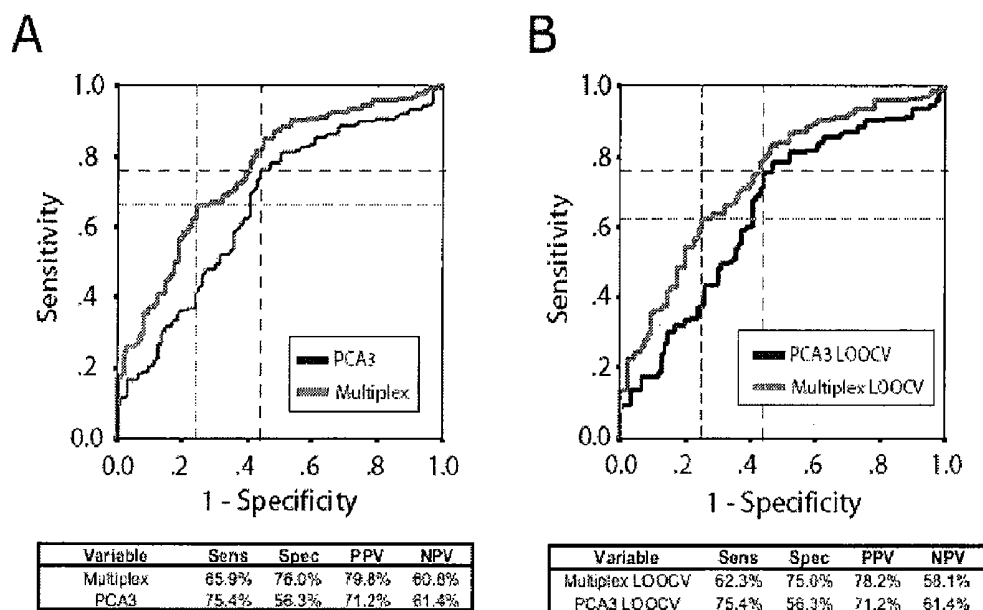 A
B
1.0
.8
.6
.4
.2
0.0
Sensitivity
PCA3
Multiplex
0.0 .2 .4 .6 .8 1.0
1 - Specificity
1.0
.8
.6
.4
.2
0.0
Sensitivity
PCA3 LOOCV
Multiplex LOOCV
0.0 .2 .4 .6 .8 1.0
1 - Specificity
Variable Sens Spec PPV NPV
Multiplex 65.9% 76.0% 79.8% 60.8%
PCA3 75.4% 56.3% 71.2% 61.4%
Variable Sens Spec PPV NPV
Multiplex LOOCV 62.3% 75.0% 78.2% 58.1%
PCA3 LOOCV 75.4% 56.3% 71.2% 61.4%